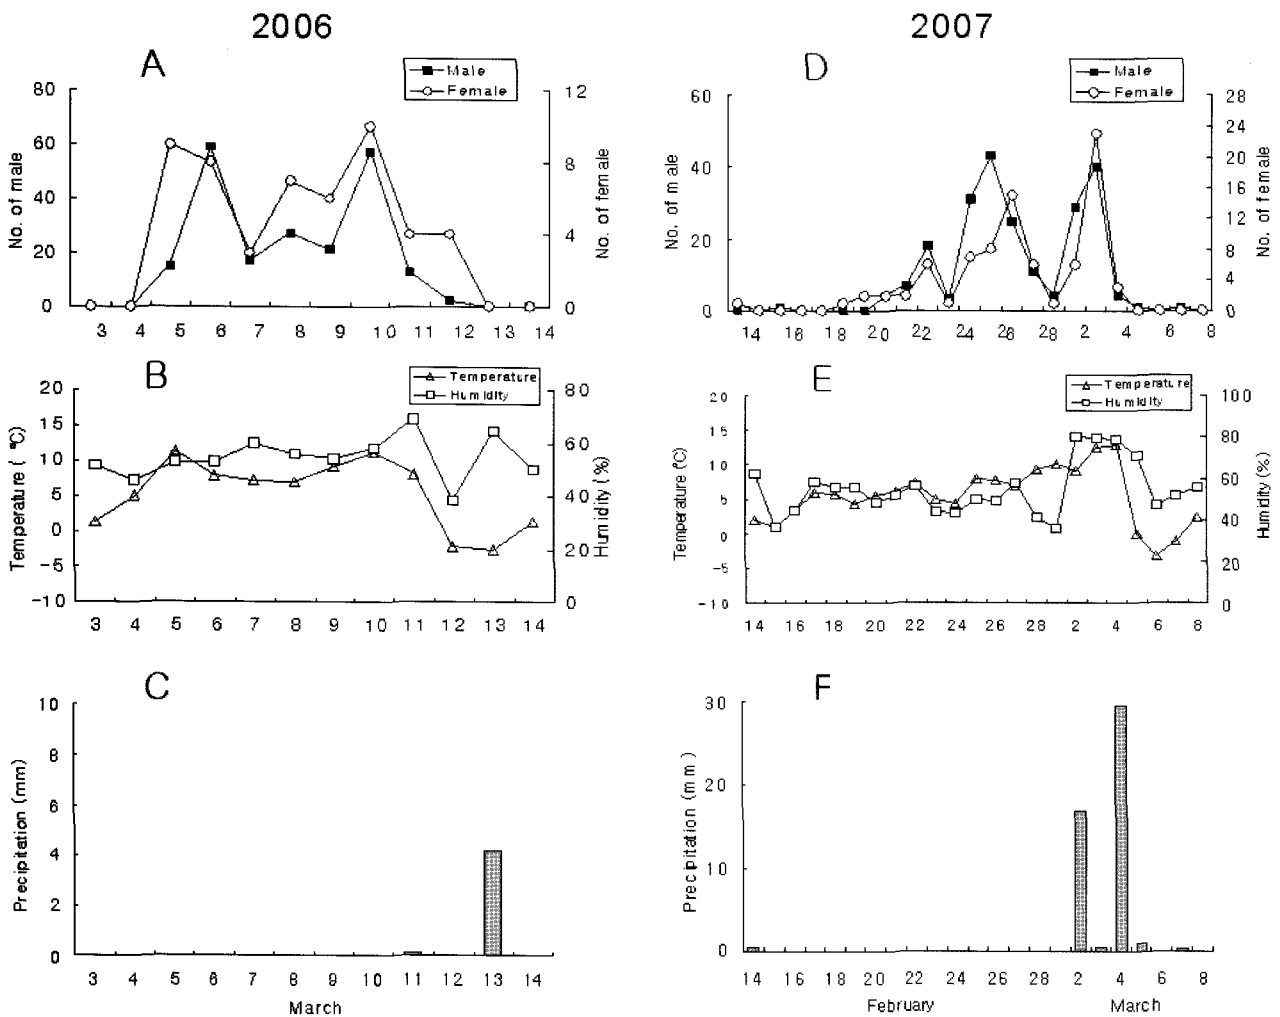 2006
2007
A
Male
Female
80
60
40
20
0
No. of male
12
8
4
0
No. of female
3 4 5 6 7 8 9 10 11 12 13 14
D
Male
Female
60
40
20
0
No. of male
28
24
20
16
12
8
4
0
No. of female
14 16 18 20 22 24 26 28 2 4 6 8
B
Temperature
Humidity
20
15
10
5
0
-5
-10
Temperature (℃)
80
60
40
20
0
Humidity (%)
3 4 5 6 7 8 9 10 11 12 13 14
E
Temperature
Humidity
20
15
10
5
0
-5
-10
Temperature (℃)
100
80
60
40
20
0
Humidity (%)
14 16 18 20 22 24 26 28 2 4 6 8
C
10
8
6
4
2
0
Precipitation (mm)
3 4 5 6 7 8 9 10 11 12 13 14
March
F
30
20
10
0
Precipitation (mm)
14 16 18 20 22 24 26 28 2 4 6 8
February March